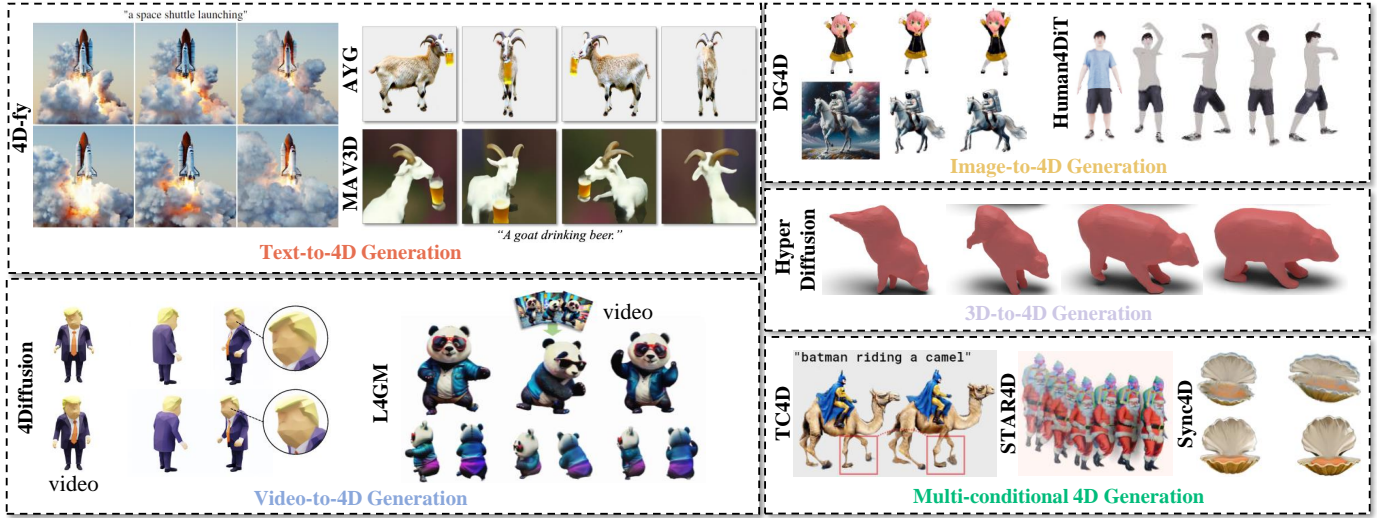 "a space shuttle launching"
4D-fy
AYG
MAV3D
“A goat drinking beer.”
Text-to-4D Generation
DG4D
Human4DiT
Image-to-4D Generation
Hyper
Diffusion
3D-to-4D Generation
4Diffusion
video
L4GM
video
Video-to-4D Generation
"batman riding a camel"
TC4D
STAR4D
Sync4D
Multi-conditional 4D Generation